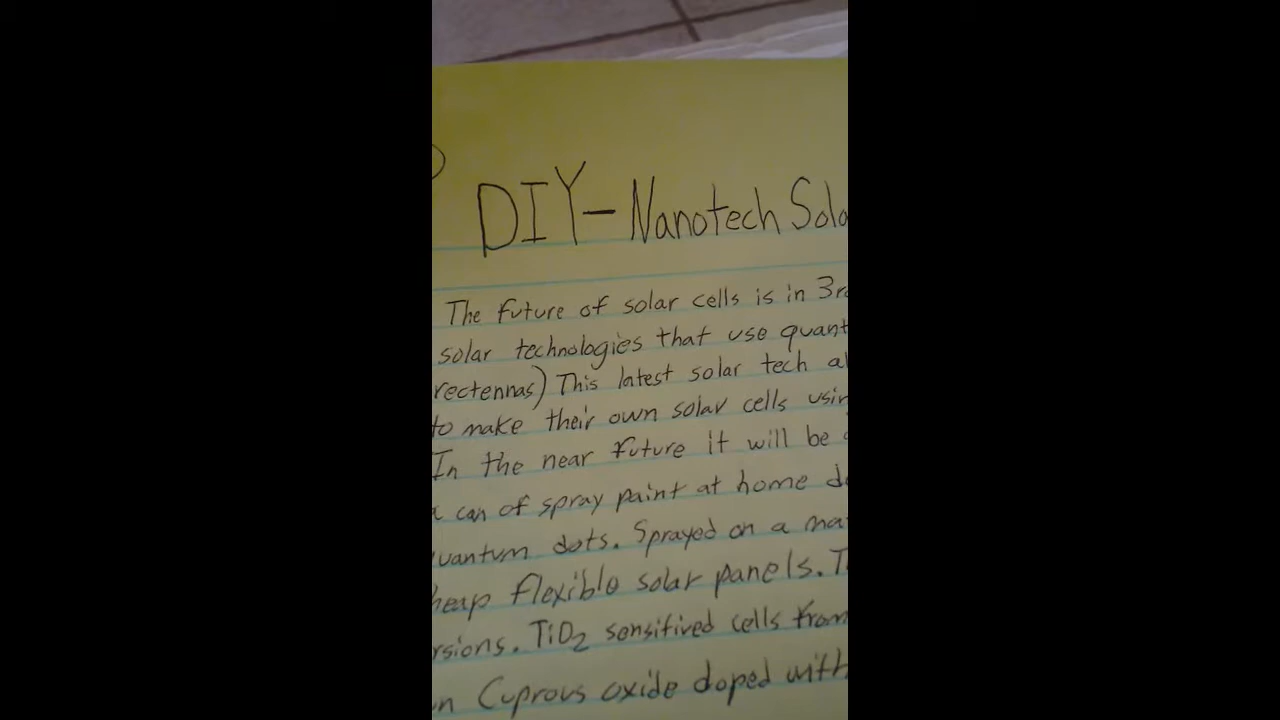 DIY-Nanotech Sola
The future of solar cells is in 3r
solar technologies that use quant
rectennas) This latest solar tech al
to make their own solar cells usin
In the near future it will be
a can of spray paint at home d
uantum dots. Sprayed on a ma
heap flexible solar panels. T
rsions. TiO2 sensitived cells from
n Cuprous oxide doped with